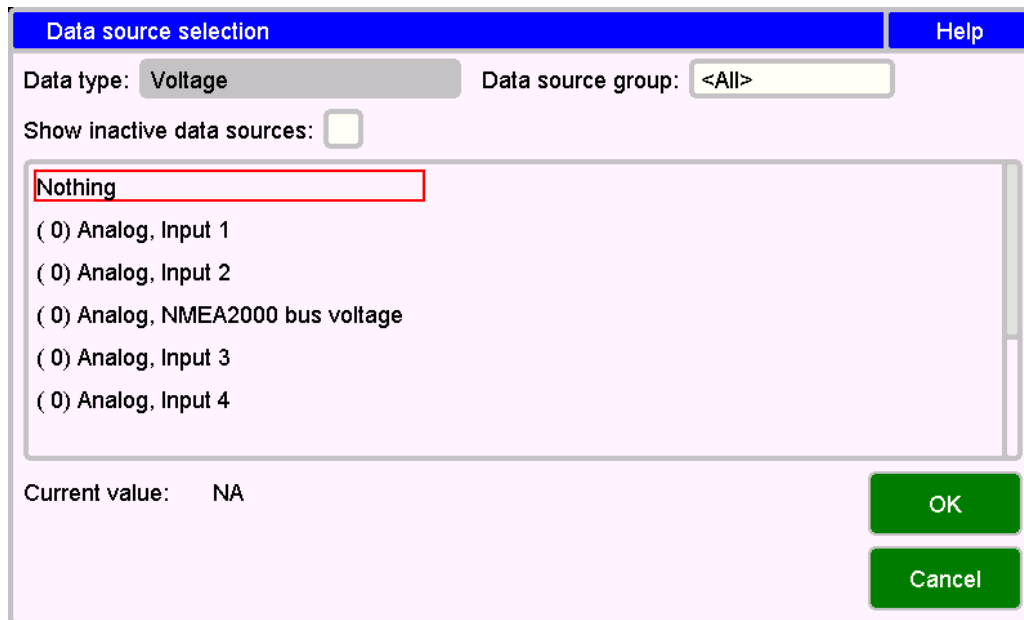 Data source selection Help
Data type: Voltage Data source group: <All>
Show inactive data sources:
Nothing
( 0) Analog, Input 1
( 0) Analog, Input 2
( 0) Analog, NMEA2000 bus voltage
( 0) Analog, Input 3
( 0) Analog, Input 4
Current value: NA
OK
Cancel